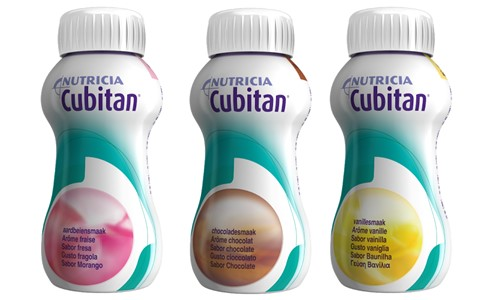 NUTRICIA
Cubitan®
aardbeiensmaak
Arôme fraise
Sabor fresa
Gusto fragola
Sabor Morango
NUTRICIA
Cubitan®
chocoladesmaak
Arôme chocolat
Sabor chocolate
Gusto cioccolato
Sabor Chocolate
NUTRICIA
Cubitan®
vanillesmaak
Arôme vanille
Sabor vainilla
Gusto vaniglia
Sabor Baunilha
Γεύση Βανίλια